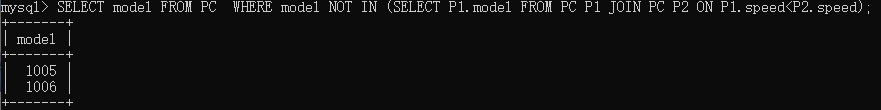 mysql> SELECT model FROM PC  WHERE model NOT IN (SELECT P1.model FROM PC P1 JOIN PC P2 ON P1.speed<P2.speed);
+-------+
| model |
+-------+
|  1005 |
|  1006 |
+-------+